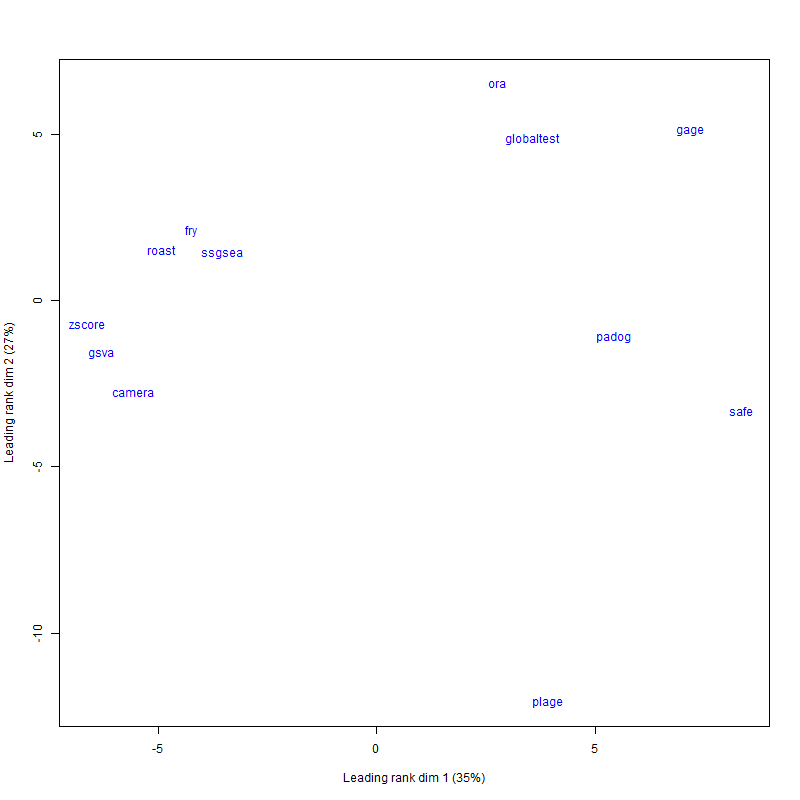 ora
gage
globaltest
5
fry
roast
ssgsea
0
zscore
padog
gsva
camera
safe
Leading rank dim 2 (27%)
-5
-10
plage
-5
0
5
Leading rank dim 1 (35%)